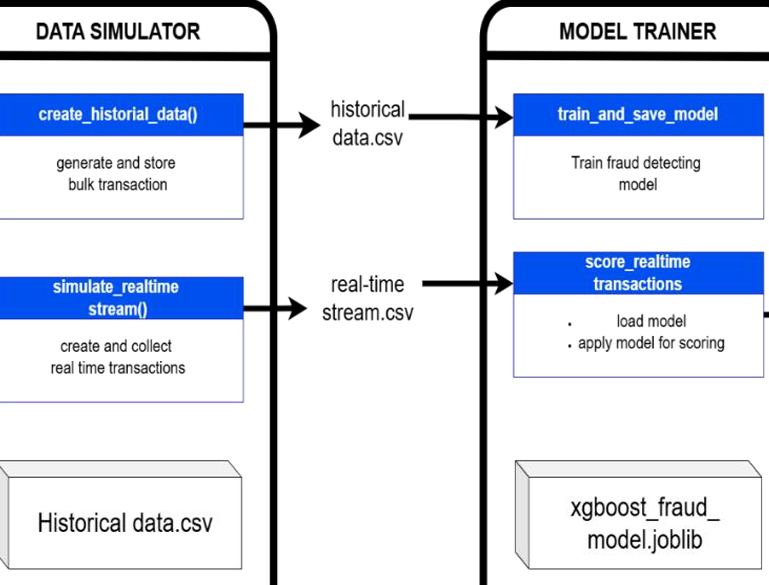 DATA SIMULATOR
create_historial_data()
generate and store
bulk transaction
simulate_realtime
stream()
create and collect
real time transactions
Historical data.csv
historical
data.csv
real-time
stream.csv
MODEL TRAINER
train_and_save_model
Train fraud detecting
model
score_realtime
transactions
• load model
• apply model for scoring
xgboost_fraud_
model.joblib